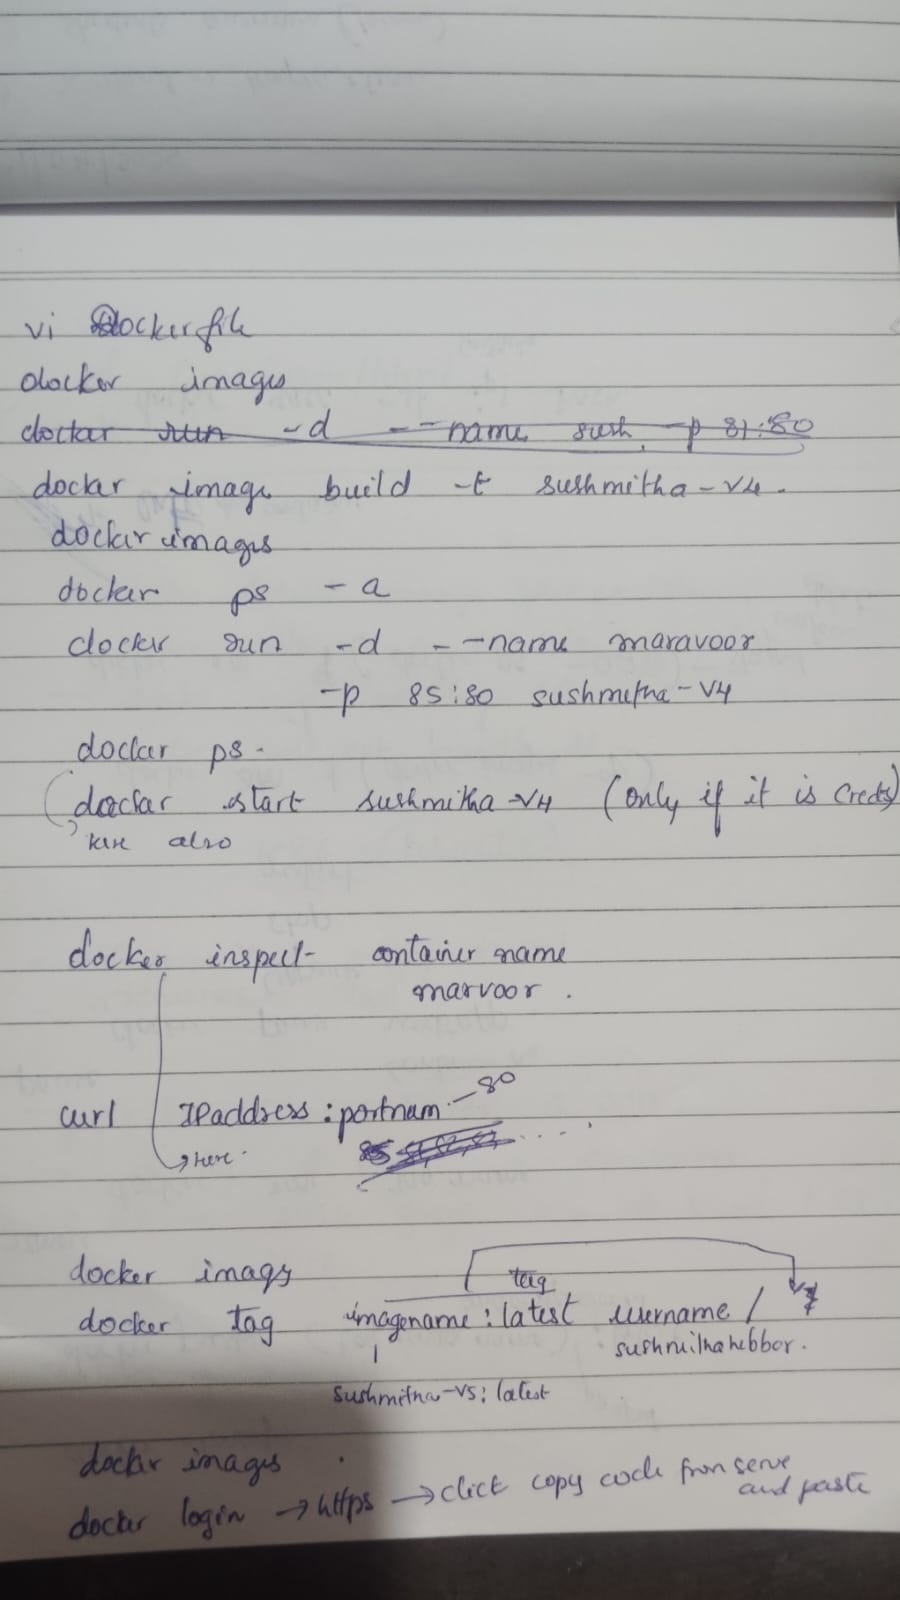 vi Dockerfile
docker images
docker run -d --name sush -p 81:80
docker image build -t sushmitha-v4 .
docker images
docker ps -a
docker run -d --name maravoor
-p 85:80 sushmitha-v4
docker ps.
(docker start sushmitha-v4 (only if it is
also
docker inspect container name
marvoor.
curl IPaddress:portnam - 80
→ here.
85
docker images
tag
docker tag imagename:latest username /
sushmithahebbar.
sushmitha-v5:latest
docker images
docker login → https → click copy code from serve
and paste